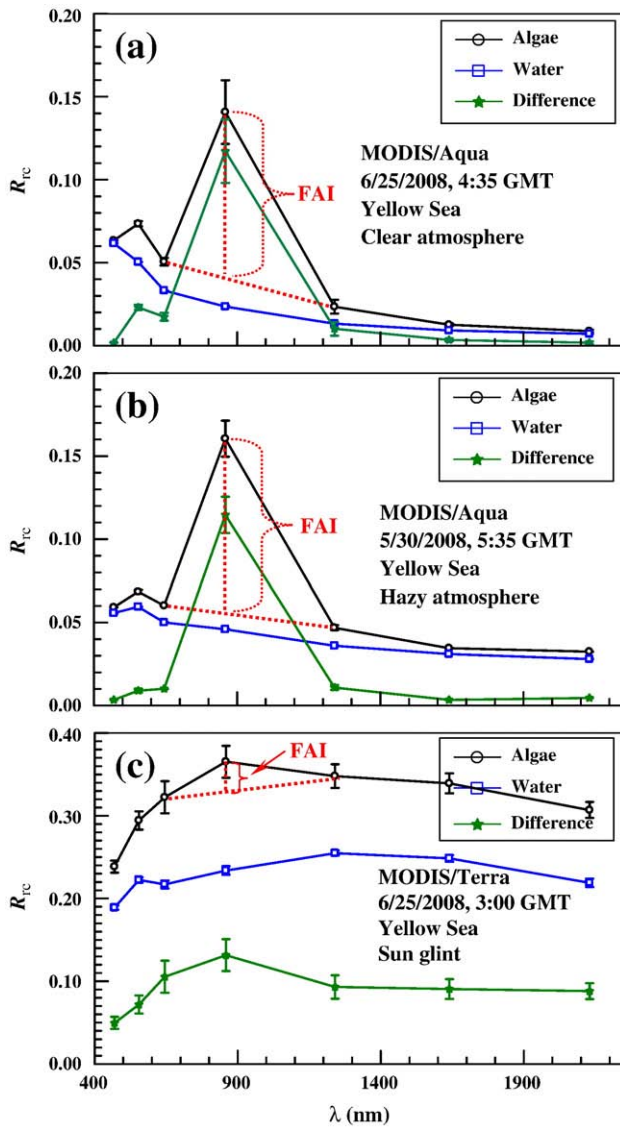 0.20
(a)
Algae
Water
Difference
0.15
MODIS/Aqua
6/25/2008, 4:35 GMT
Yellow Sea
Clear atmosphere
FAI
R_rc
0.10
0.05
0.00
0.20
(b)
Algae
Water
Difference
0.15
MODIS/Aqua
5/30/2008, 5:35 GMT
Yellow Sea
Hazy atmosphere
FAI
R_rc
0.10
0.05
0.00
0.40
(c)
FAI
Algae
Water
Difference
0.30
R_rc
0.20
MODIS/Terra
6/25/2008, 3:00 GMT
Yellow Sea
Sun glint
0.10
0.00
400 900 1400 1900
λ (nm)